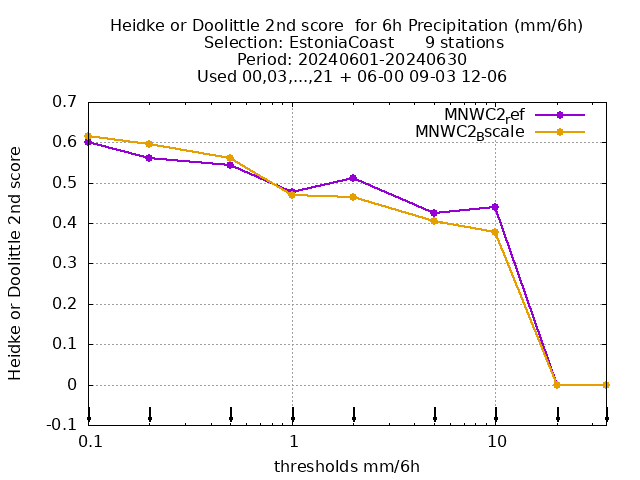 Heidke or Doolittle 2nd score  for 6h Precipitation (mm/6h)
Selection: EstoniaCoast      9 stations
Period: 20240601-20240630
Used 00,03,...,21 + 06-00 09-03 12-06
MNWC2_ref
MNWC2_Bscale
Heidke or Doolittle 2nd score
0.7
0.6
0.5
0.4
0.3
0.2
0.1
0
-0.1
0.1 1 10
thresholds mm/6h